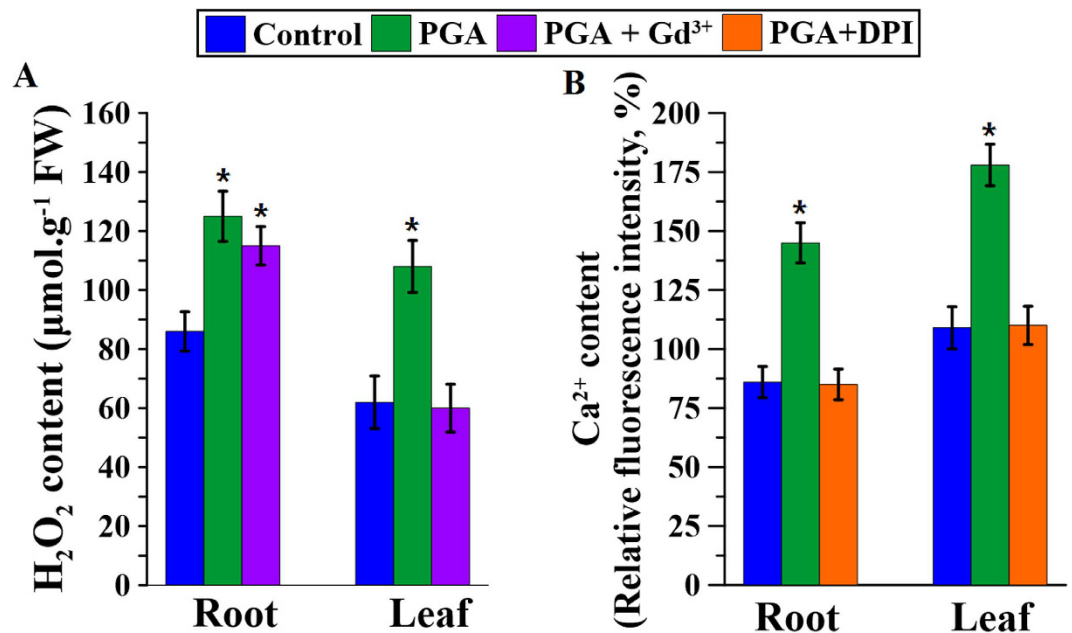 Control PGA PGA + Gd³⁺ PGA+DPI
A
H₂O₂ content (µmol.g⁻¹ FW)
160
140
120
100
80
60
40
20
0
* * *
Root Leaf
B
Ca²⁺ content
(Relative fluorescence intensity, %)
200
175
150
125
100
75
50
25
0
* *
Root Leaf